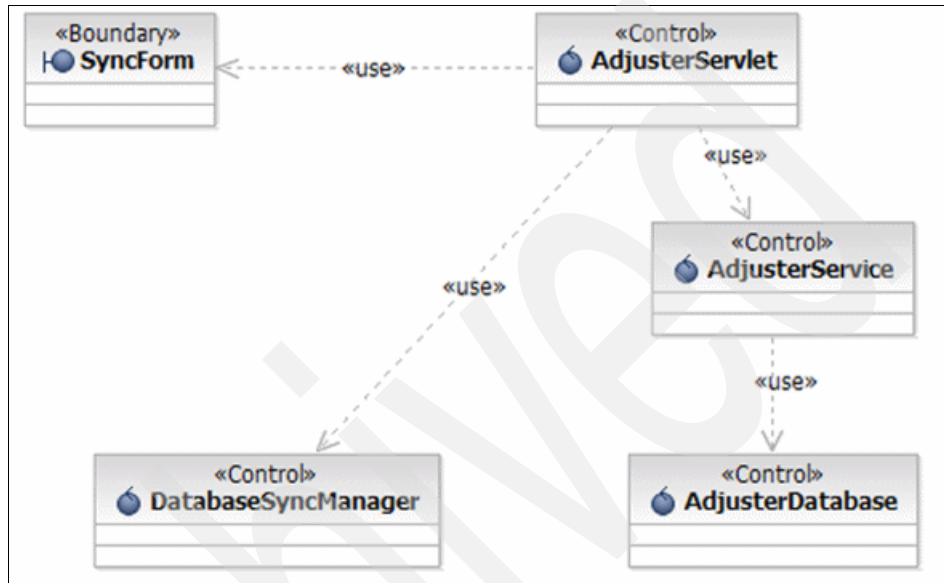 «Boundary»
SyncForm
«Control»
AdjusterServlet
«use»
«use»
«Control»
AdjusterService
«use»
«use»
«Control»
DatabaseSyncManager
«Control»
AdjusterDatabase